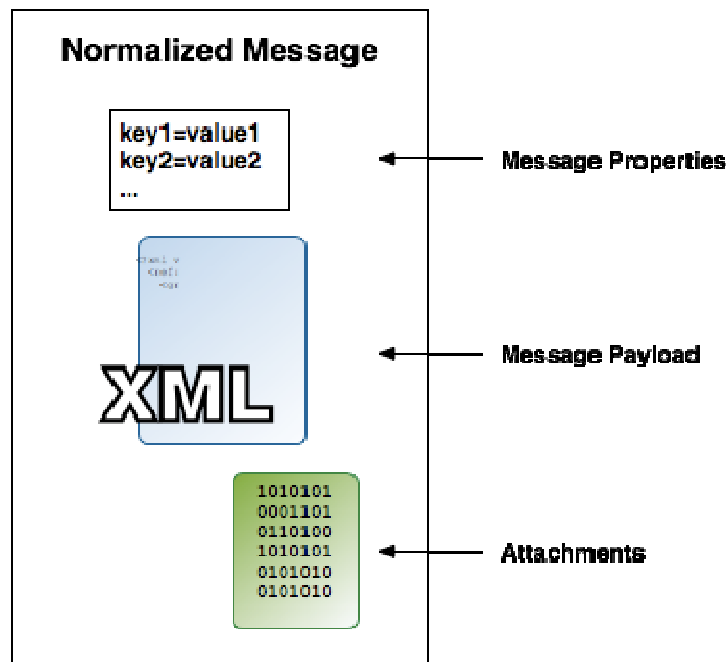 Normalized Message
key1=value1
key2=value2
...
Message Properties
XML
Message Payload
1010101
0001101
0110100
1010101
0101010
0101010
Attachments